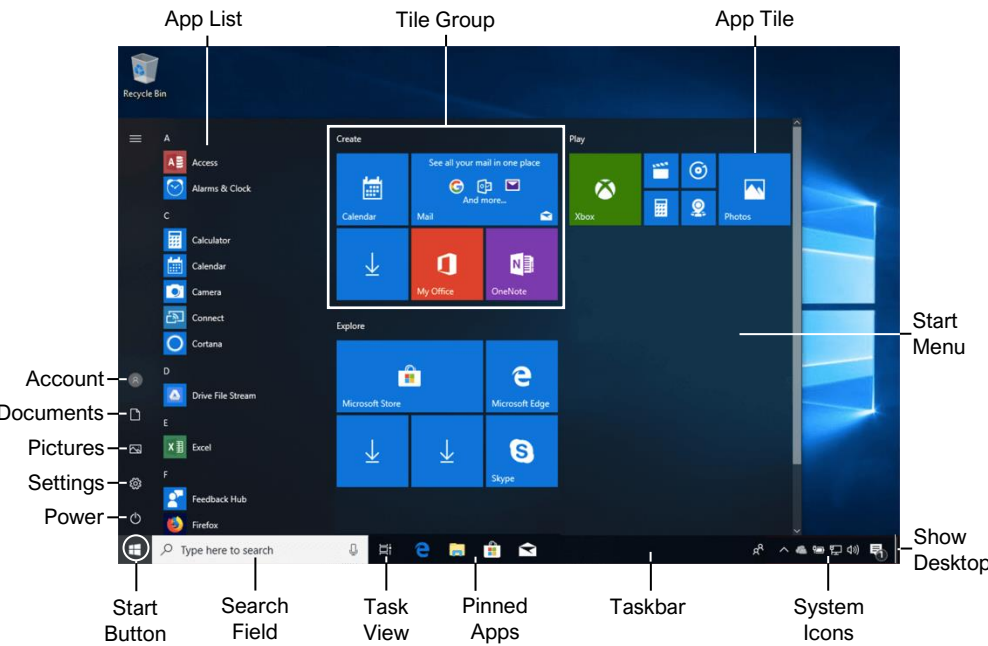 App List
Tile Group
App Tile
Recycle Bin
A
Access
Alarms & Clock
C
Calculator
Calendar
Camera
Connect
Cortana
D
Drive File Stream
E
Excel
F
Feedback Hub
Firefox
Create
Calendar
See all your mail in one place
And more...
Mail
My Office
OneNote
Explore
Microsoft Store
Microsoft Edge
Skype
Play
Xbox
Photos
Start
Menu
Account
Documents
Pictures
Settings
Power
Type here to search
1
Show
Desktop
Start
Button
Search
Field
Task
View
Pinned
Apps
Taskbar
System
Icons